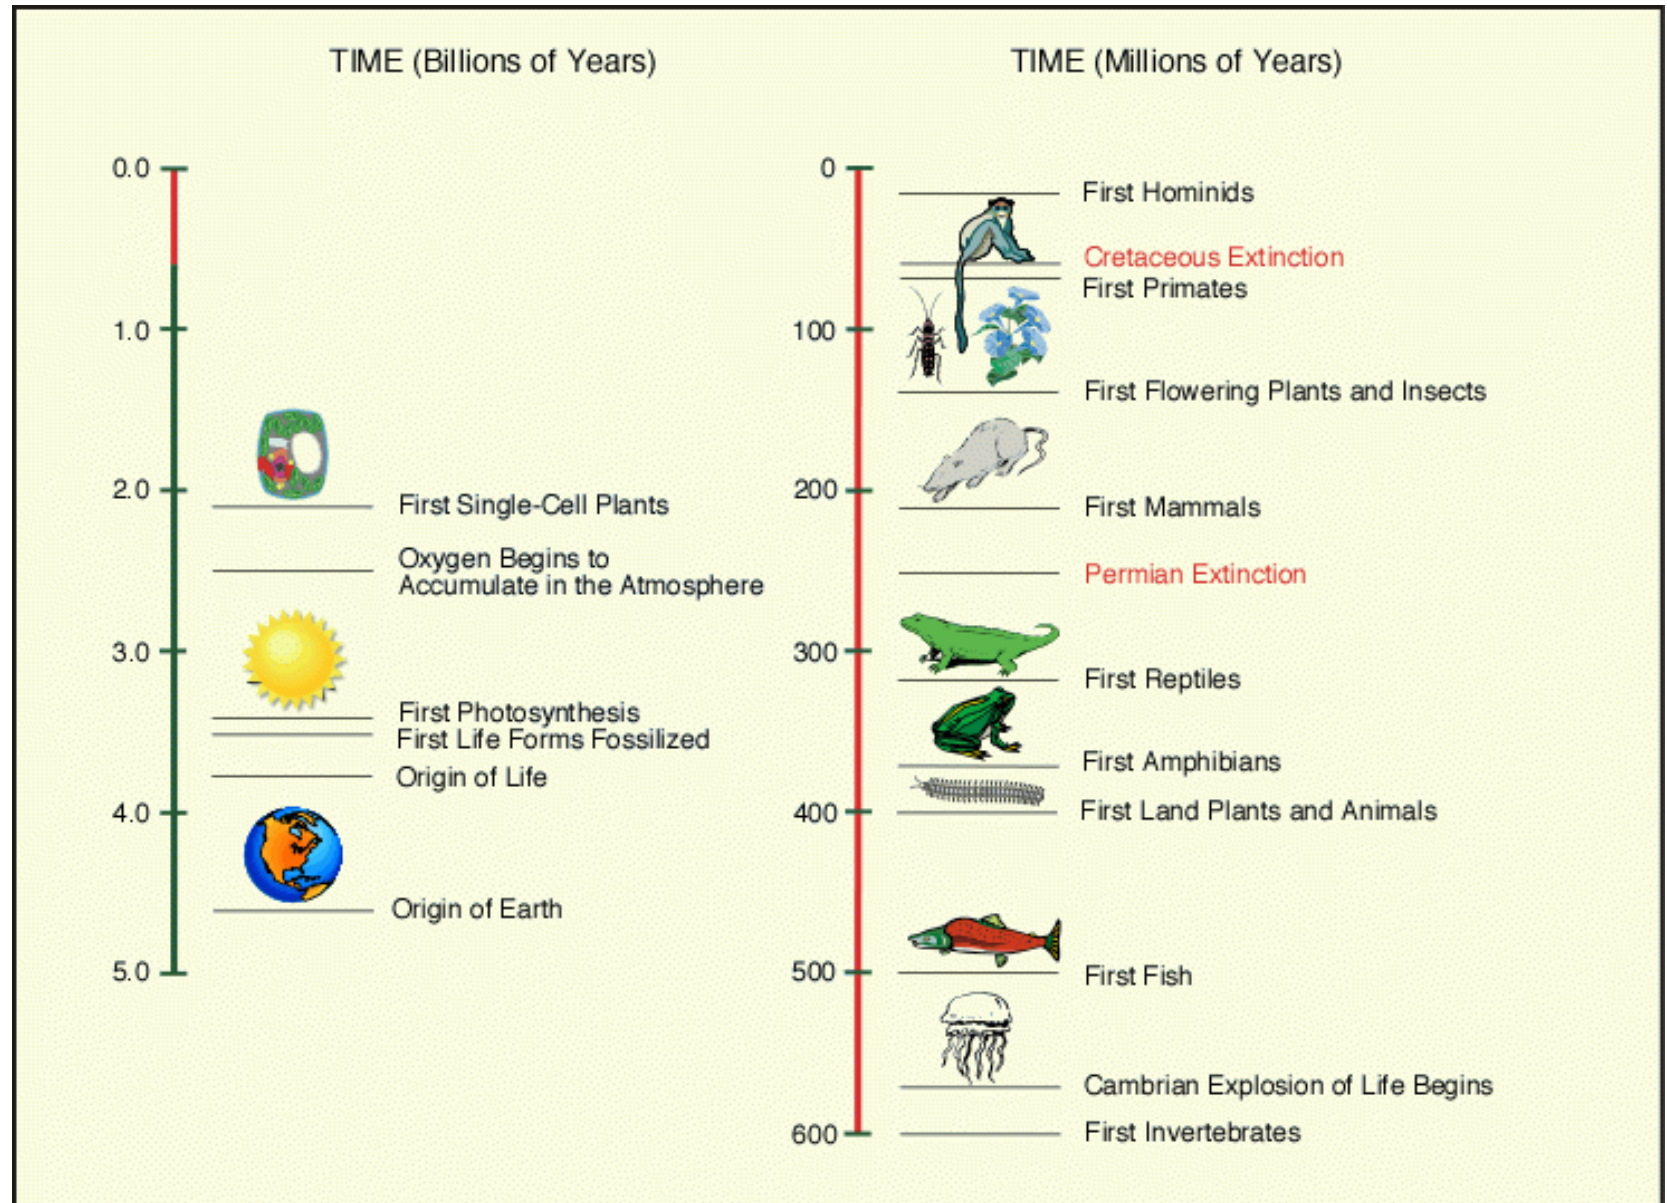 TIME (Billions of Years)
0.0
1.0
2.0
First Single-Cell Plants
Oxygen Begins to
Accumulate in the Atmosphere
3.0
First Photosynthesis
First Life Forms Fossilized
Origin of Life
4.0
Origin of Earth
5.0
TIME (Millions of Years)
0
First Hominids
Cretaceous Extinction
First Primates
100
First Flowering Plants and Insects
200
First Mammals
Permian Extinction
300
First Reptiles
First Amphibians
400
First Land Plants and Animals
500
First Fish
Cambrian Explosion of Life Begins
600
First Invertebrates